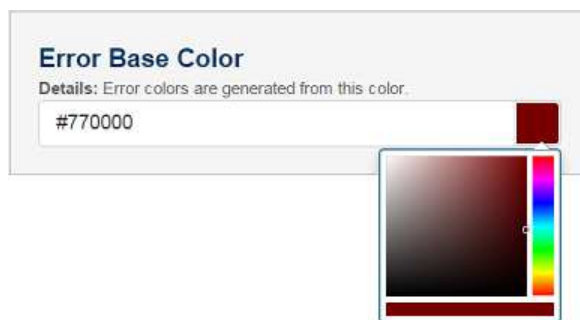 Error Base Color
Details: Error colors are generated from this color.
#770000